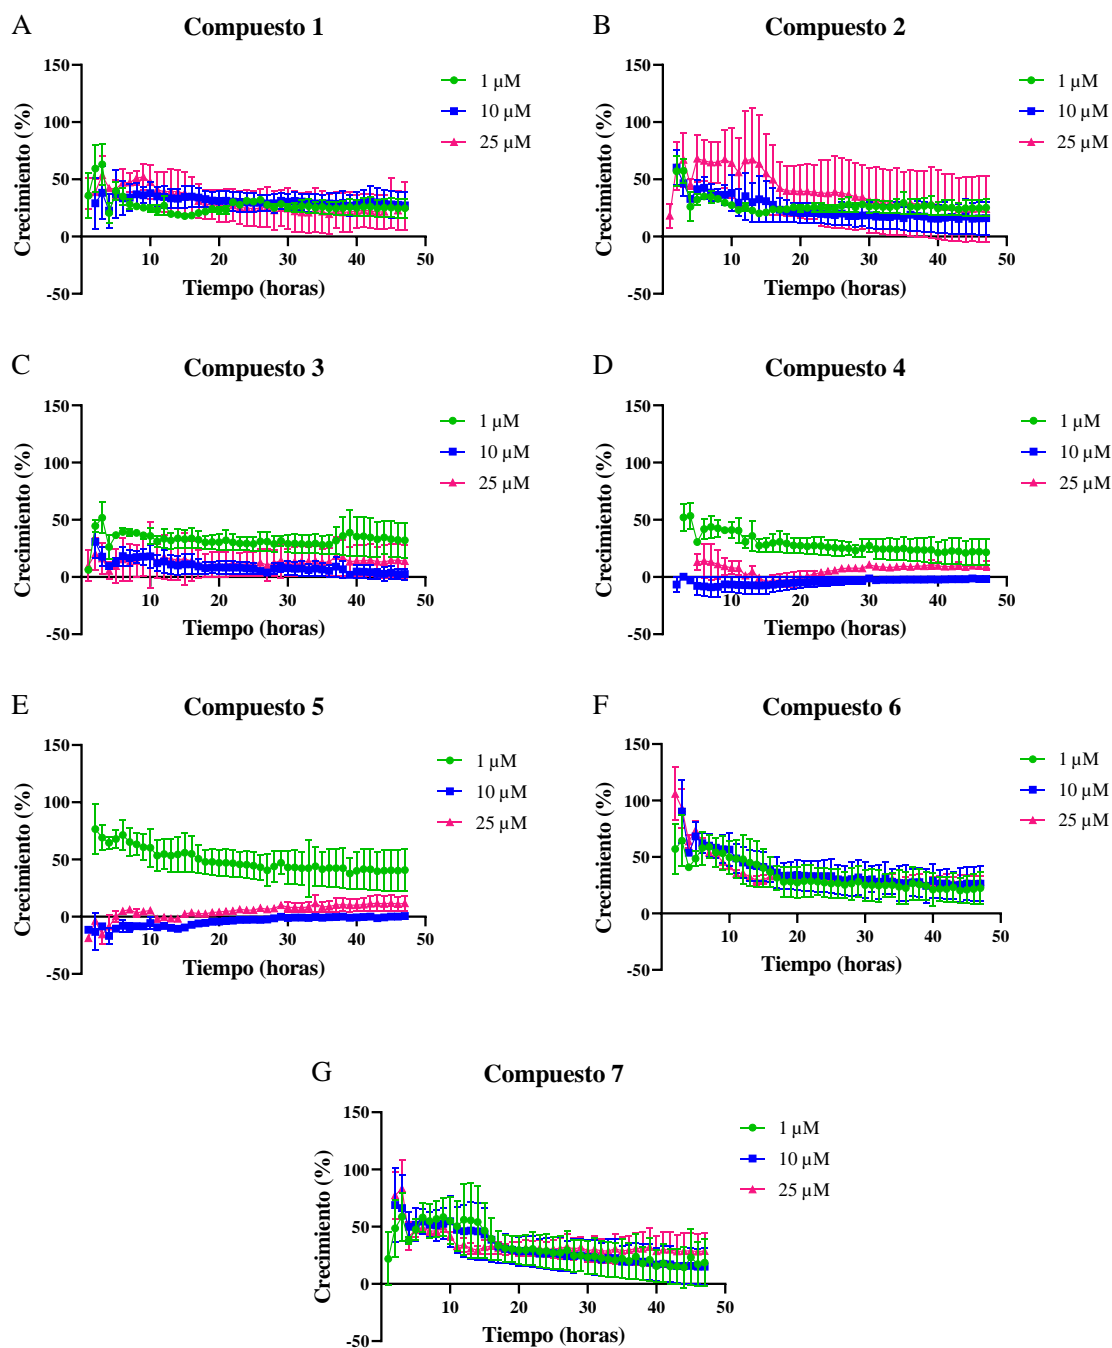 A
Compuesto 1
Crecimiento (%)
150
100
50
0
-50
10
20
30
40
50
Tiempo (horas)
1 µM
10 µM
25 µM
B
Compuesto 2
Crecimiento (%)
150
100
50
0
-50
10
20
30
40
50
Tiempo (horas)
1 µM
10 µM
25 µM
C
Compuesto 3
Crecimiento (%)
150
100
50
0
-50
10
20
30
40
50
Tiempo (horas)
1 µM
10 µM
25 µM
D
Compuesto 4
Crecimiento (%)
150
100
50
0
-50
10
20
30
40
50
Tiempo (horas)
1 µM
10 µM
25 µM
E
Compuesto 5
Crecimiento (%)
150
100
50
0
-50
10
20
30
40
50
Tiempo (horas)
1 µM
10 µM
25 µM
F
Compuesto 6
Crecimiento (%)
150
100
50
0
-50
10
20
30
40
50
Tiempo (horas)
1 µM
10 µM
25 µM
G
Compuesto 7
Crecimiento (%)
150
100
50
0
-50
10
20
30
40
50
Tiempo (horas)
1 µM
10 µM
25 µM